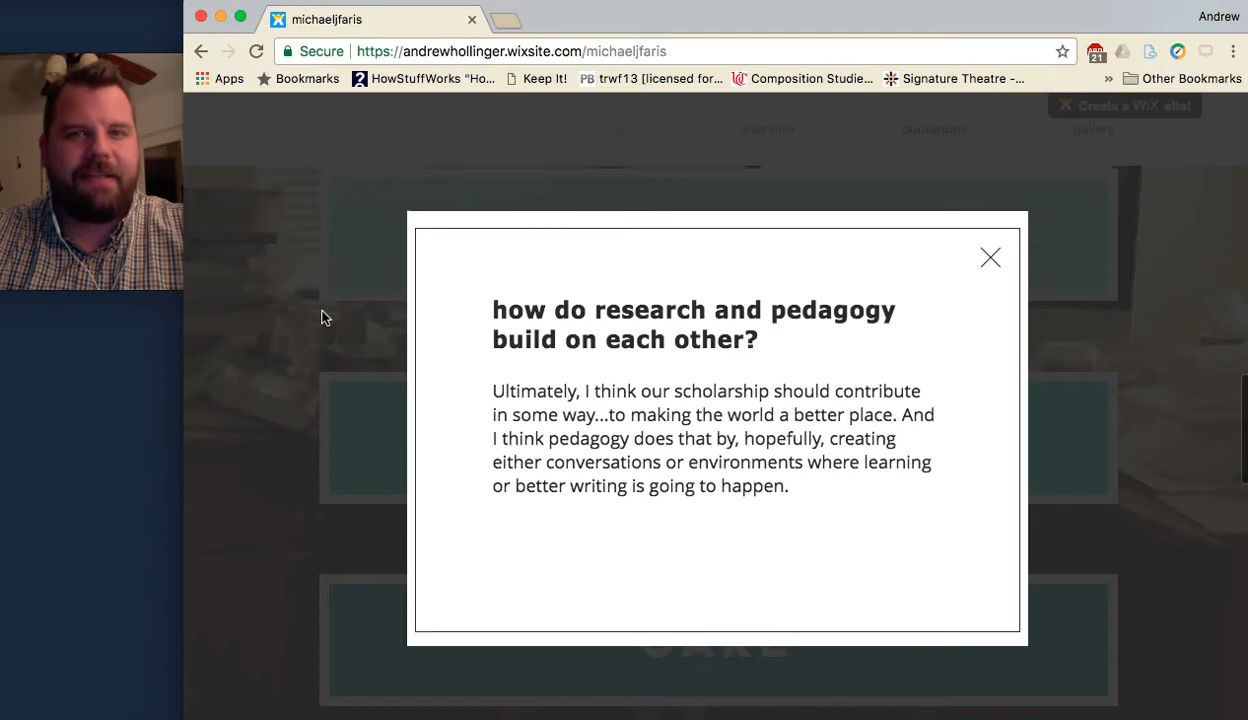 michaeljfaris
Andrew
Secure https://andrewhollinger.wixsite.com/michaeljfaris
21
Apps Bookmarks HowStuffWorks "Ho... Keep It! PB trwf13 [licensed for... Composition Studie... Signature Theatre -... » Other Bookmarks
Create a WiX site!
interview quotations gallery
how do research and pedagogy
build on each other?
Ultimately, I think our scholarship should contribute
in some way...to making the world a better place. And
I think pedagogy does that by, hopefully, creating
either conversations or environments where learning
or better writing is going to happen.